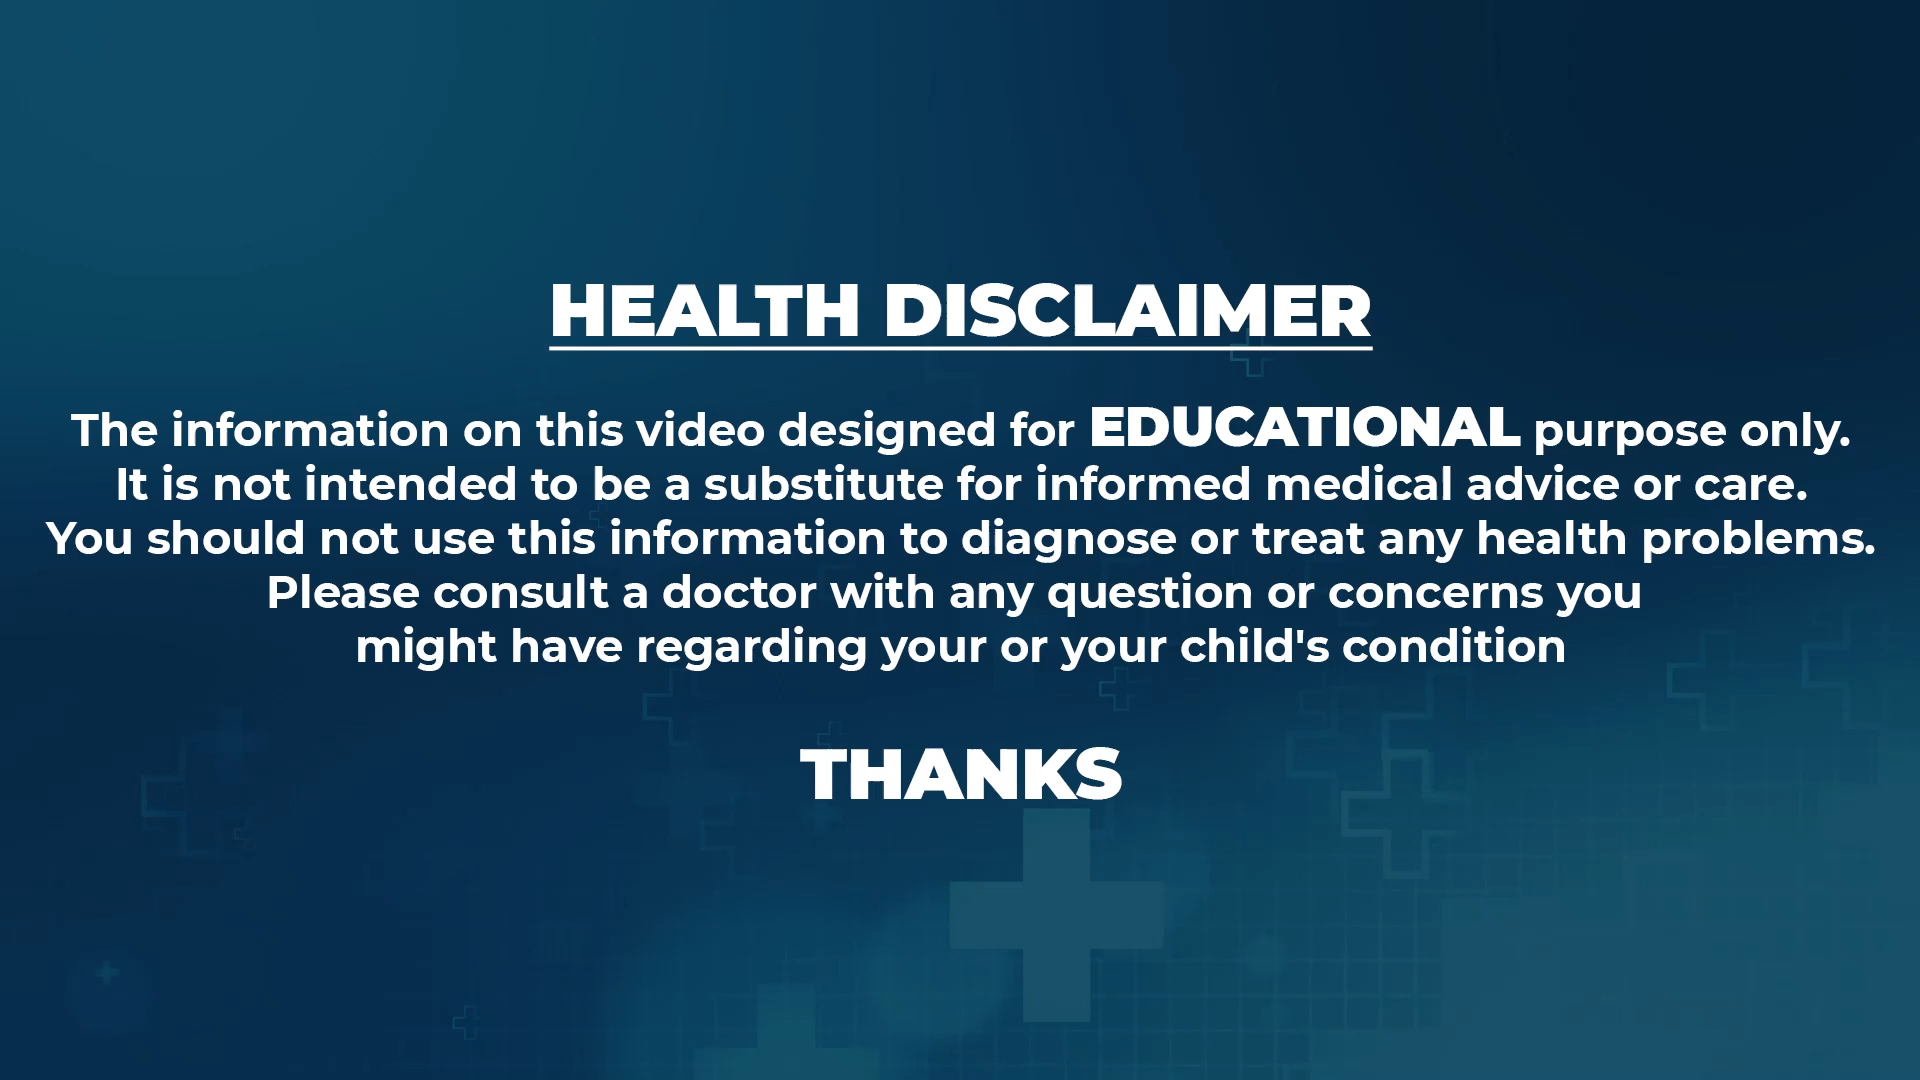 HEALTH DISCLAIMER
The information on this video designed for EDUCATIONAL purpose only.
It is not intended to be a substitute for informed medical advice or care.
You should not use this information to diagnose or treat any health problems.
Please consult a doctor with any question or concerns you
might have regarding your or your child's condition
THANKS